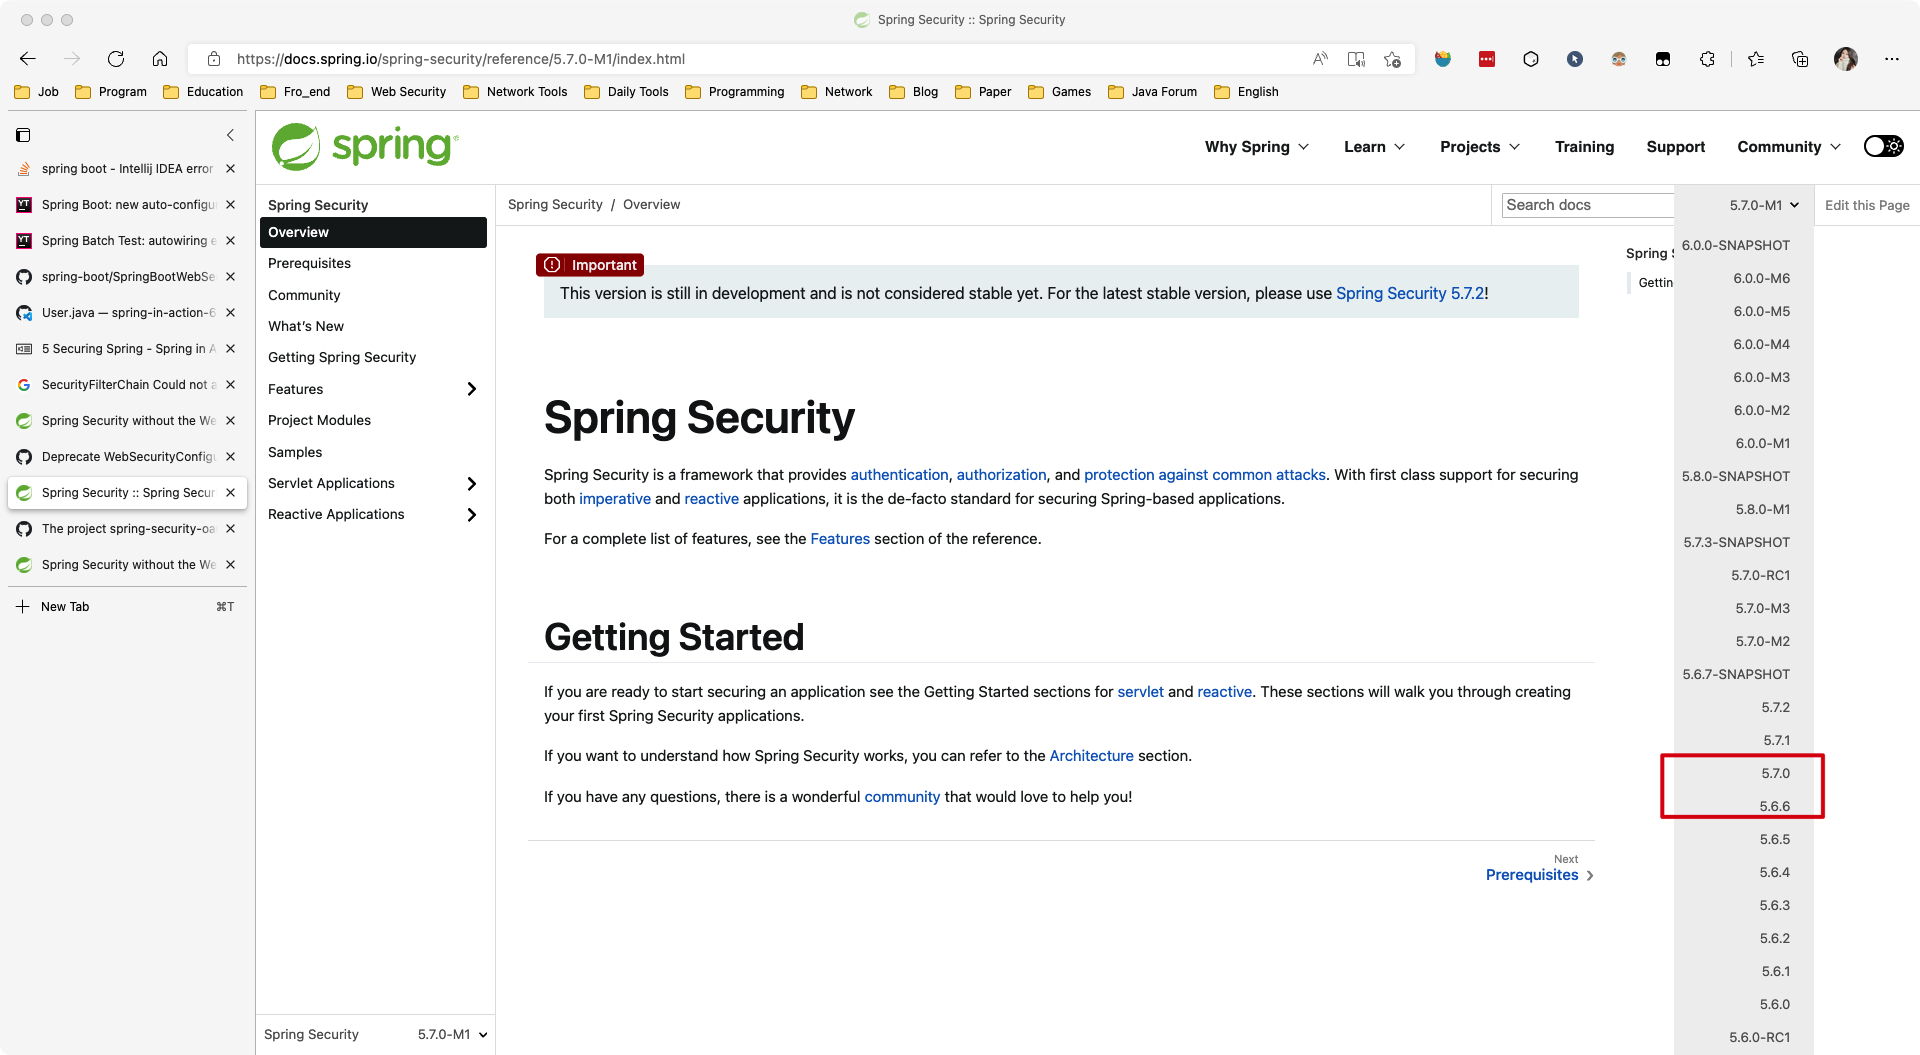 Spring Security :: Spring Security
https://docs.spring.io/spring-security/reference/5.7.0-M1/index.html
Job Program Education Fro_end Web Security Network Tools Daily Tools Programming Network Blog Paper Games Java Forum English
spring boot - Intellij IDEA error
Spring Boot: new auto-configu
Spring Batch Test: autowiring e
spring-boot/SpringBootWebSe
User.java — spring-in-action-6
5 Securing Spring - Spring in A
SecurityFilterChain Could not a
Spring Security without the We
Deprecate WebSecurityConfigu
Spring Security :: Spring Secur
The project spring-security-oa
Spring Security without the We
New Tab ⌘T
spring
Why Spring Learn Projects Training Support Community
Spring Security
Overview
Prerequisites
Community
What's New
Getting Spring Security
Features
Project Modules
Samples
Servlet Applications
Reactive Applications
Spring Security 5.7.0-M1
Spring Security / Overview
Search docs
5.7.0-M1
Edit this Page
Important
This version is still in development and is not considered stable yet. For the latest stable version, please use Spring Security 5.7.2!
Spring Security
Spring Security is a framework that provides authentication, authorization, and protection against common attacks. With first class support for securing
both imperative and reactive applications, it is the de-facto standard for securing Spring-based applications.
For a complete list of features, see the Features section of the reference.
Getting Started
If you are ready to start securing an application see the Getting Started sections for servlet and reactive. These sections will walk you through creating
your first Spring Security applications.
If you want to understand how Spring Security works, you can refer to the Architecture section.
If you have any questions, there is a wonderful community that would love to help you!
Next
Prerequisites
Spring S
Gettin
6.0.0-SNAPSHOT
6.0.0-M6
6.0.0-M5
6.0.0-M4
6.0.0-M3
6.0.0-M2
6.0.0-M1
5.8.0-SNAPSHOT
5.8.0-M1
5.7.3-SNAPSHOT
5.7.0-RC1
5.7.0-M3
5.7.0-M2
5.6.7-SNAPSHOT
5.7.2
5.7.1
5.7.0
5.6.6
5.6.5
5.6.4
5.6.3
5.6.2
5.6.1
5.6.0
5.6.0-RC1